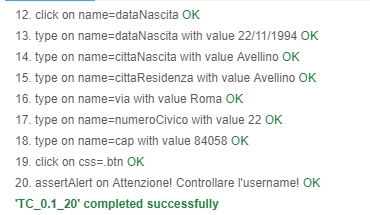 12. click on name=dataNascita OK
13. type on name=dataNascita with value 22/11/1994 OK
14. type on name=cittaNascita with value Avellino OK
15. type on name=cittaResidenza with value Avellino OK
16. type on name=via with value Roma OK
17. type on name=numeroCivico with value 22 OK
18. type on name=cap with value 84058 OK
19. click on css=.btn OK
20. assertAlert on Attenzione! Controllare l'username! OK
'TC_0.1_20' completed successfully